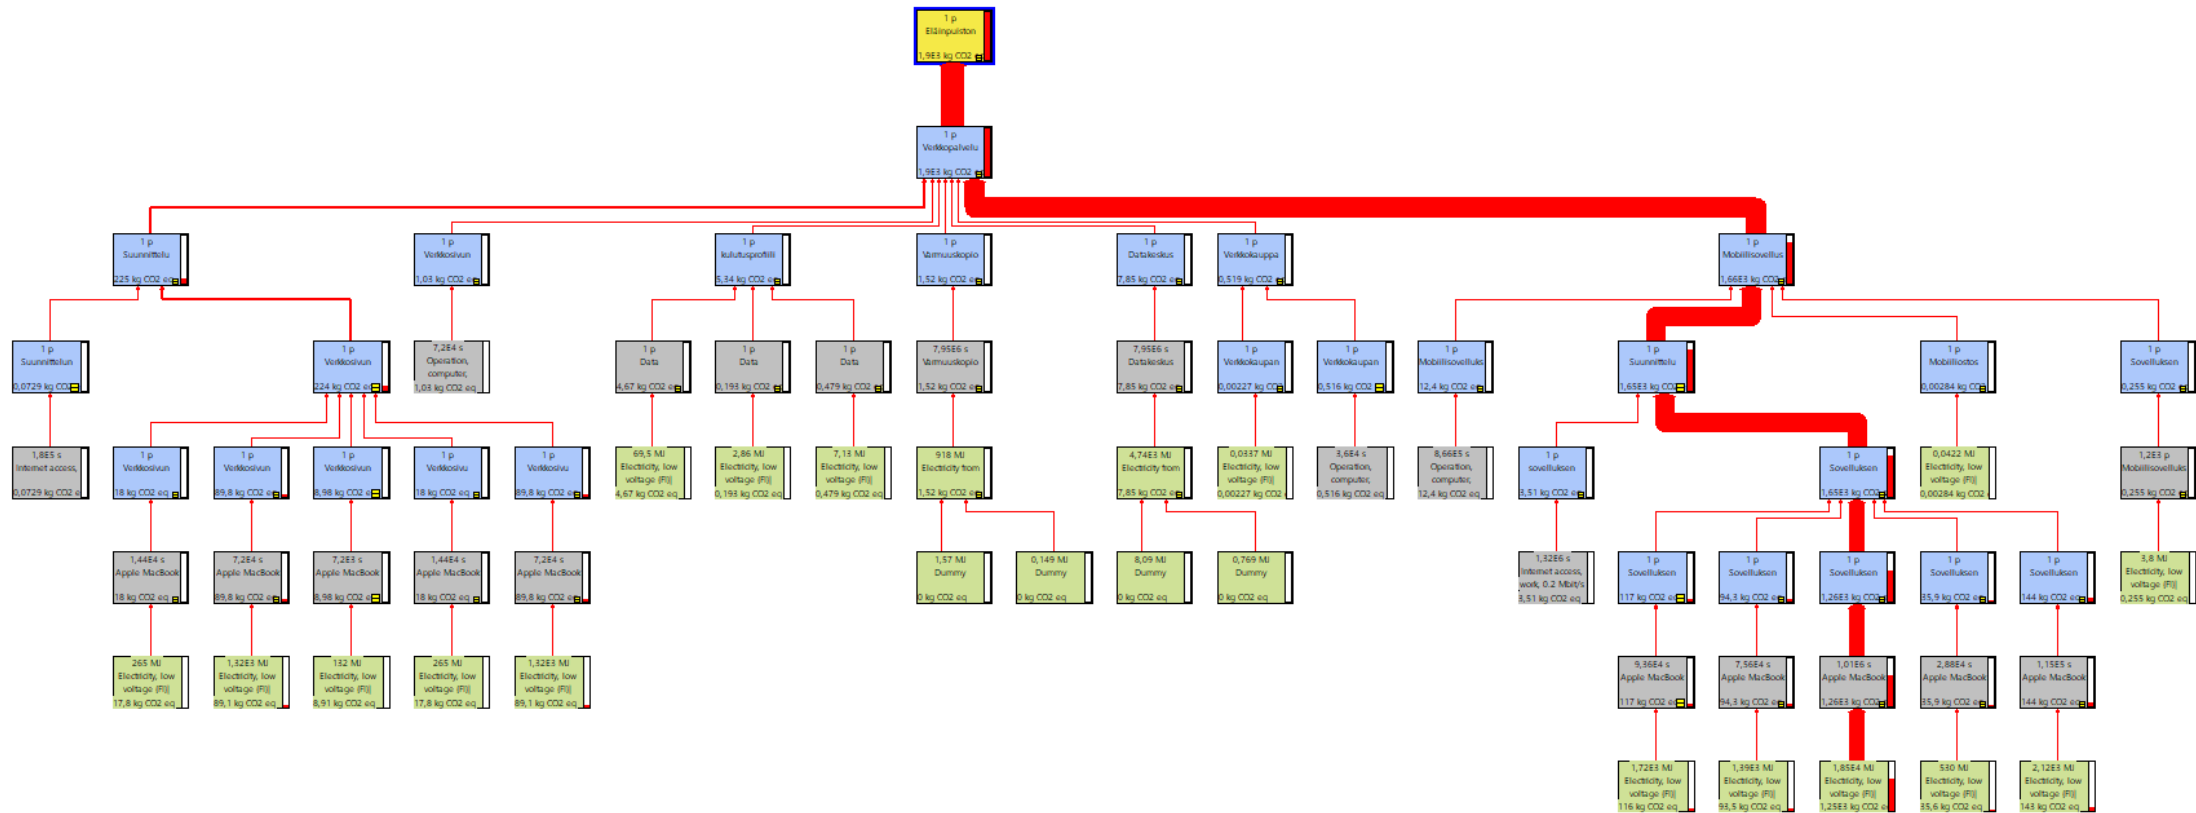 1 p
Eläinpuiston
1,9E3 kg CO2
1 p
Verkkopalvelu
1,9E3 kg CO2
1 p
Suunnittelu
225 kg CO2 eq
1 p
Verkkosivun
1,03 kg CO2 eq
1 p
kulutusprofiili
5,34 kg CO2 eq
1 p
Varmuuskopio
1,52 kg CO2 eq
1 p
Datakeskus
7,85 kg CO2 eq
1 p
Verkkokauppa
0,519 kg CO2 e
1 p
Mobiilisovellus
1,66E3 kg CO2
1 p
Suunnittelun
0,0729 kg CO2
1 p
Verkkosivun
224 kg CO2 eq
7,2E4 s
Operation,
computer,
1,03 kg CO2 eq
1 p
Data
4,67 kg CO2 eq
1 p
Data
0,193 kg CO2 e
1 p
Data
0,479 kg CO2 e
7,95E6 s
Varmuuskopio
1,52 kg CO2 eq
7,95E6 s
Datakeskus
7,85 kg CO2 eq
1 p
Verkkokaupan
0,00227 kg CO
1 p
Verkkokaupan
0,516 kg CO2 e
1 p
Mobiilisovelluks
12,4 kg CO2 eq
1 p
Suunnittelu
1,65E3 kg CO2
1 p
Mobiililiostos
0,00284 kg CO
1 p
Sovelluksen
0,255 kg CO2 e
1,8E5 s
Internet access,
0,0729 kg CO2 e
1 p
Verkkosivun
18 kg CO2 eq
1 p
Verkkosivun
89,8 kg CO2 eq
1 p
Verkkosivun
8,98 kg CO2 eq
1 p
Verkkosivu
18 kg CO2 eq
1 p
Verkkosivu
89,8 kg CO2 eq
69,5 MJ
Electricity, low
voltage {FI}|
4,67 kg CO2 eq
2,86 MJ
Electricity, low
voltage {FI}|
0,193 kg CO2 eq
7,13 MJ
Electricity, low
voltage {FI}|
0,479 kg CO2 eq
918 MJ
Electricity from
1,52 kg CO2 eq
4,74E3 MJ
Electricity from
7,85 kg CO2 eq
0,0337 MJ
Electricity, low
voltage {FI}|
0,00227 kg CO2
3,6E4 s
Operation,
computer,
0,516 kg CO2 eq
8,66E5 s
Operation,
computer,
12,4 kg CO2 eq
1 p
sovelluksen
3,51 kg CO2 eq
1 p
Sovelluksen
1,65E3 kg CO2
0,0422 MJ
Electricity, low
voltage {FI}|
0,00284 kg CO2
1,2E3 p
Mobiilisovelluks
0,255 kg CO2 e
1,44E4 s
Apple MacBook
18 kg CO2 eq
7,2E4 s
Apple MacBook
89,8 kg CO2 eq
7,2E3 s
Apple MacBook
8,98 kg CO2 eq
1,44E4 s
Apple MacBook
18 kg CO2 eq
7,2E4 s
Apple MacBook
89,8 kg CO2 eq
1,57 MJ
Dummy
0 kg CO2 eq
0,149 MJ
Dummy
0 kg CO2 eq
8,09 MJ
Dummy
0 kg CO2 eq
0,769 MJ
Dummy
0 kg CO2 eq
1,32E6 s
Internet access,
work, 0.2 Mbit/s
3,51 kg CO2 eq
1 p
Sovelluksen
117 kg CO2 eq
1 p
Sovelluksen
94,3 kg CO2 eq
1 p
Sovelluksen
1,26E3 kg CO2
1 p
Sovelluksen
35,9 kg CO2 eq
1 p
Sovelluksen
144 kg CO2 eq
3,8 MJ
Electricity, low
voltage {FI}|
0,255 kg CO2 eq
265 MJ
Electricity, low
voltage {FI}|
17,8 kg CO2 eq
1,32E3 MJ
Electricity, low
voltage {FI}|
89,1 kg CO2 eq
132 MJ
Electricity, low
voltage {FI}|
8,91 kg CO2 eq
265 MJ
Electricity, low
voltage {FI}|
17,8 kg CO2 eq
1,32E3 MJ
Electricity, low
voltage {FI}|
89,1 kg CO2 eq
9,36E4 s
Apple MacBook
117 kg CO2 eq
7,56E4 s
Apple MacBook
94,3 kg CO2 eq
1,01E6 s
Apple MacBook
1,26E3 kg CO2
2,88E4 s
Apple MacBook
35,9 kg CO2 eq
1,15E5 s
Apple MacBook
144 kg CO2 eq
1,72E3 MJ
Electricity, low
voltage {FI}|
116 kg CO2 eq
1,39E3 MJ
Electricity, low
voltage {FI}|
93,5 kg CO2 eq
1,85E4 MJ
Electricity, low
voltage {FI}|
1,25E3 kg CO2 e
530 MJ
Electricity, low
voltage {FI}|
35,6 kg CO2 eq
2,12E3 MJ
Electricity, low
voltage {FI}|
143 kg CO2 eq